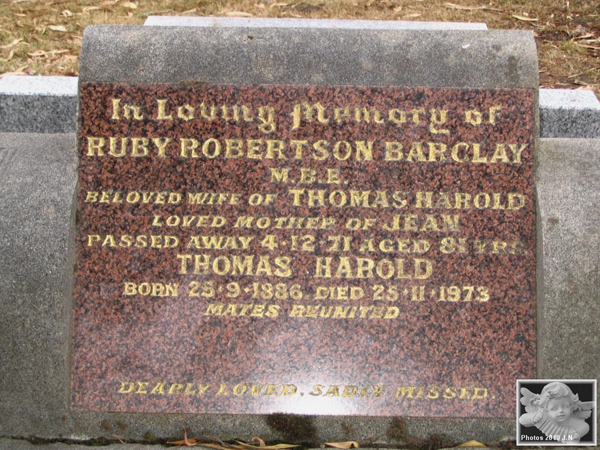 In Loving Memory of
RUBY ROBERTSON BARCLAY
M.B.E.
BELOVED WIFE OF THOMAS HAROLD
LOVED MOTHER OF JEAN
PASSED AWAY 4·12·71 AGED 81 YRS.
THOMAS HAROLD
BORN 25·9·1886 DIED 25·11·1973
MATES REUNITED
DEARLY LOVED, SADLY MISSED.
Photos 2013 J.N